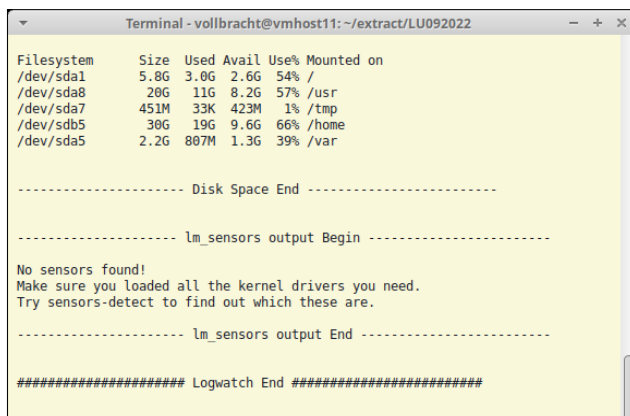 Terminal - vollbracht@vmhost11: ~/extract/LU092022
Filesystem      Size  Used Avail Use% Mounted on
/dev/sda1       5.8G  3.0G  2.6G  54% /
/dev/sda8        20G   11G  8.2G  57% /usr
/dev/sda7       451M   33K  423M   1% /tmp
/dev/sdb5        30G   19G  9.6G  66% /home
/dev/sda5       2.2G  807M  1.3G  39% /var
---------------------- Disk Space End -------------------------
--------------------- lm_sensors output Begin ------------------------
No sensors found!
Make sure you loaded all the kernel drivers you need.
Try sensors-detect to find out which these are.
---------------------- lm_sensors output End -------------------------
###################### Logwatch End #########################